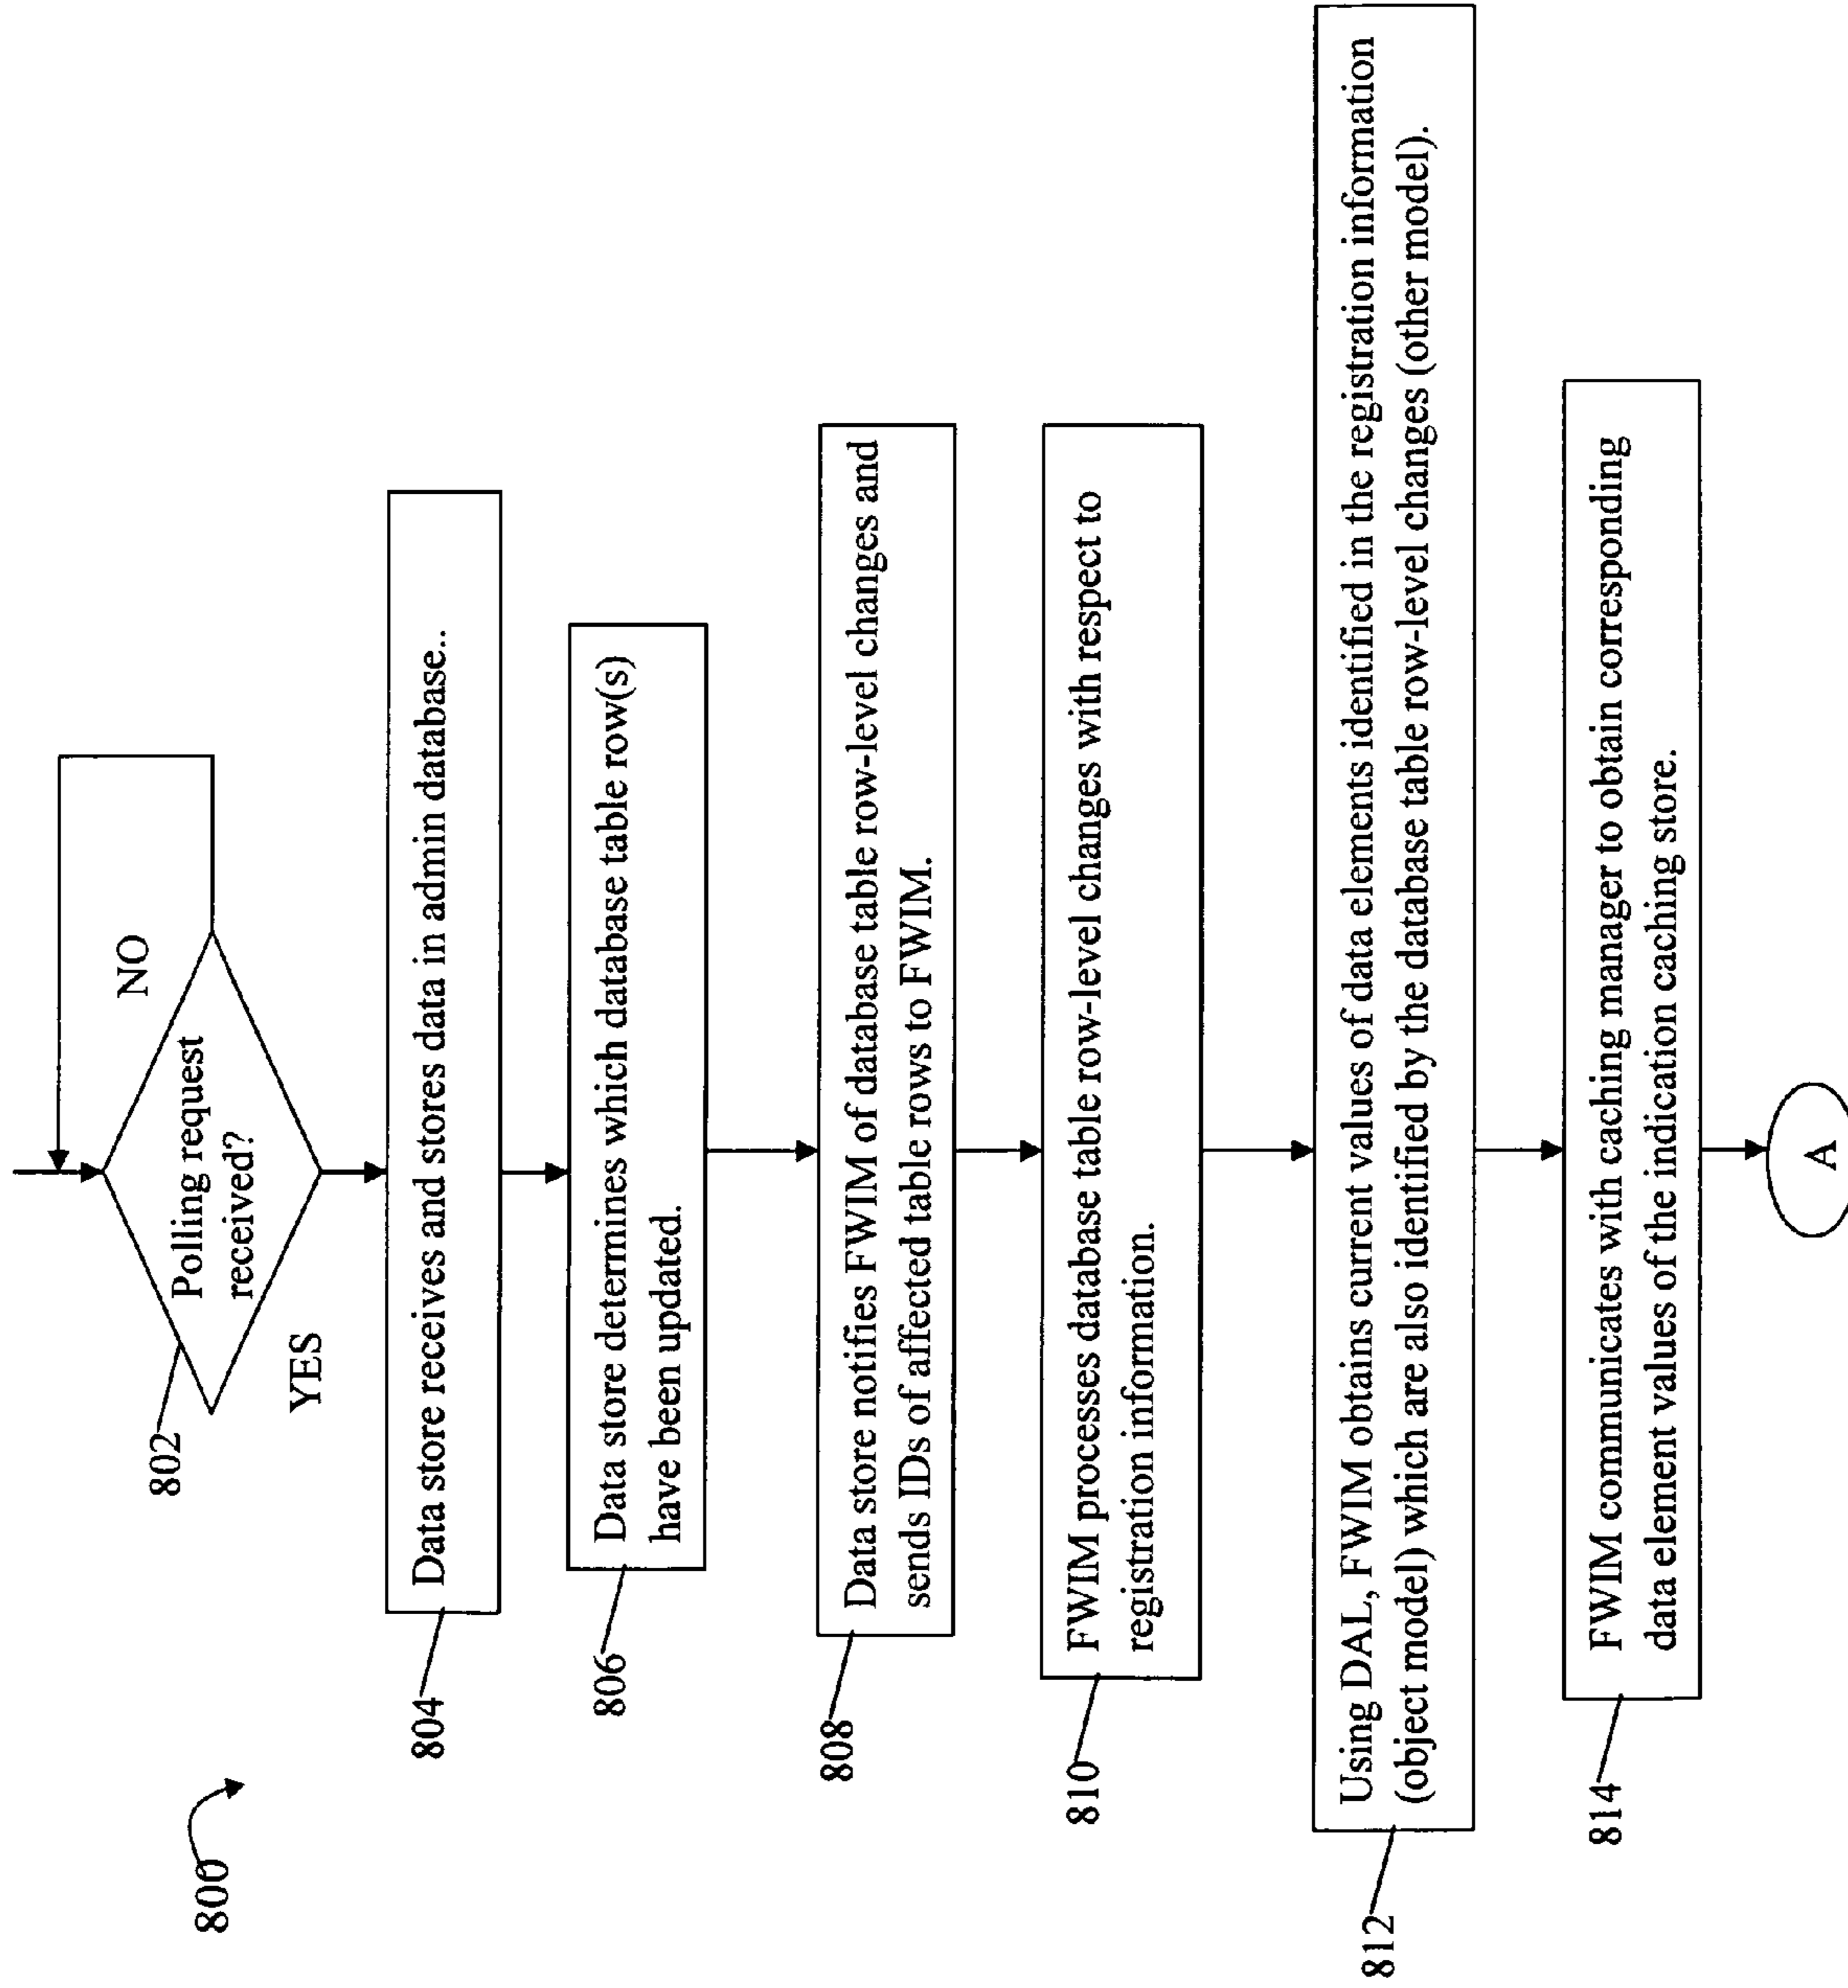 800
802
Polling request
received?
NO
YES
804
Data store receives and stores data in admin database..
806
Data store determines which database table row(s)
have been updated.
808
Data store notifies FWIM of database table row-level changes and
sends IDs of affected table rows to FWIM.
810
FWIM processes database table row-level changes with respect to
registration information.
812
Using DAL, FWIM obtains current values of data elements identified in the registration information
(object model) which are also identified by the database table row-level changes (other model).
814
FWIM communicates with caching manager to obtain corresponding
data element values of the indication caching store.
A